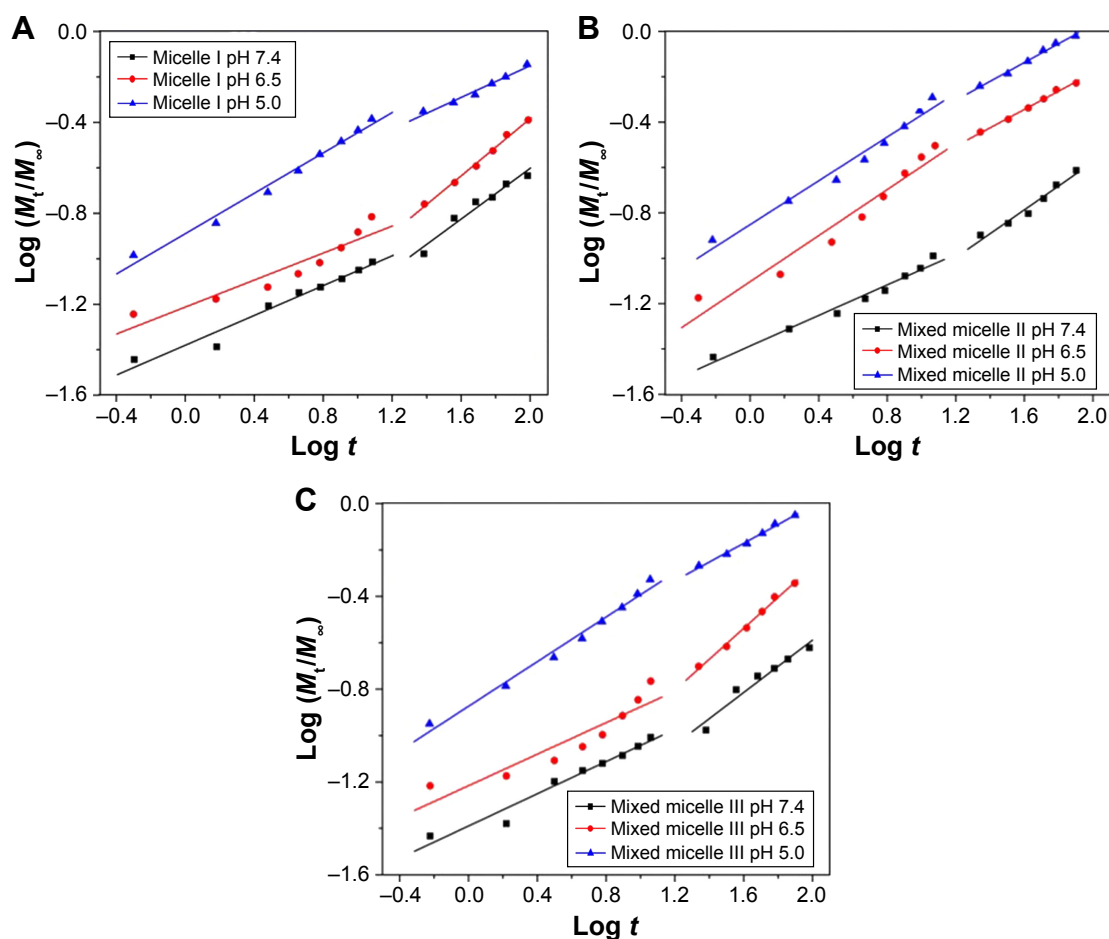 A
Micelle I pH 7.4
Micelle I pH 6.5
Micelle I pH 5.0
0.0
−0.4
−0.8
−1.2
−1.6
Log (Mt/M∞)
−0.4 0.0 0.4 0.8 1.2 1.6 2.0
Log t
B
0.0
−0.4
−0.8
−1.2
−1.6
Log (Mt/M∞)
Mixed micelle II pH 7.4
Mixed micelle II pH 6.5
Mixed micelle II pH 5.0
−0.4 0.0 0.4 0.8 1.2 1.6 2.0
Log t
C
0.0
−0.4
−0.8
−1.2
−1.6
Log (Mt/M∞)
Mixed micelle III pH 7.4
Mixed micelle III pH 6.5
Mixed micelle III pH 5.0
−0.4 0.0 0.4 0.8 1.2 1.6 2.0
Log t